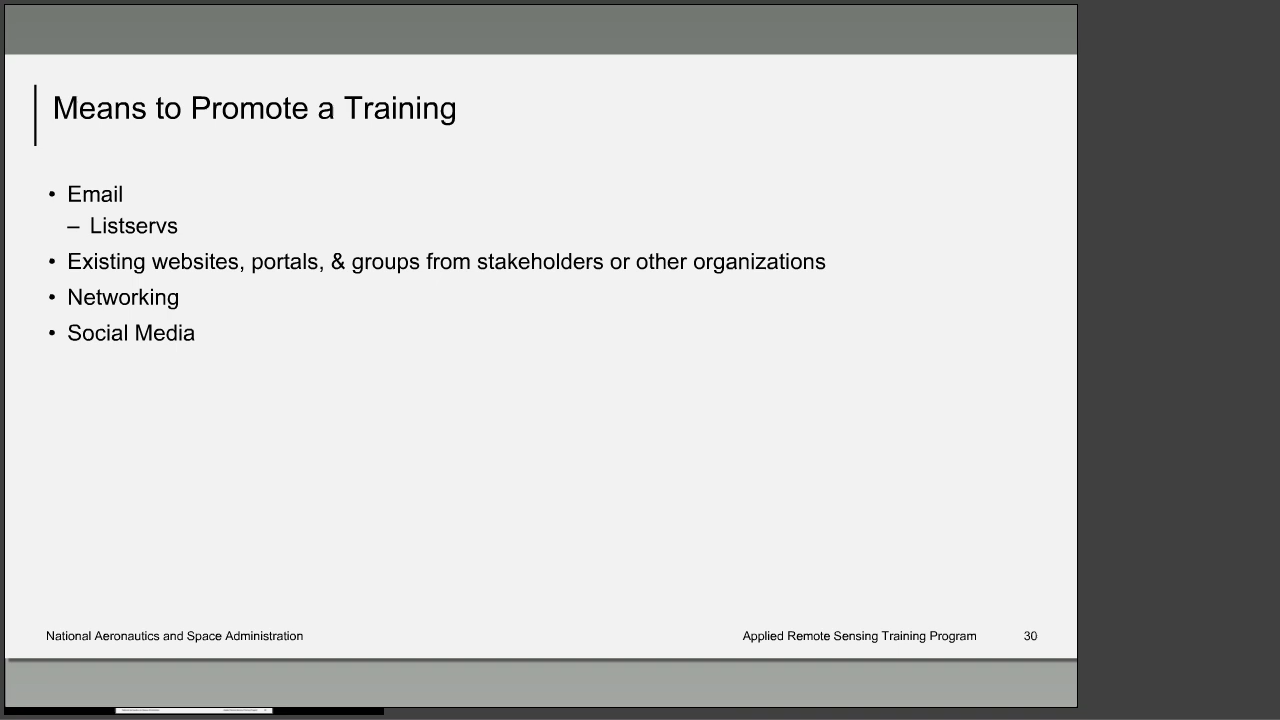 Means to Promote a Training
• Email
– Listservs
• Existing websites, portals, & groups from stakeholders or other organizations
• Networking
• Social Media
National Aeronautics and Space Administration
Applied Remote Sensing Training Program 30